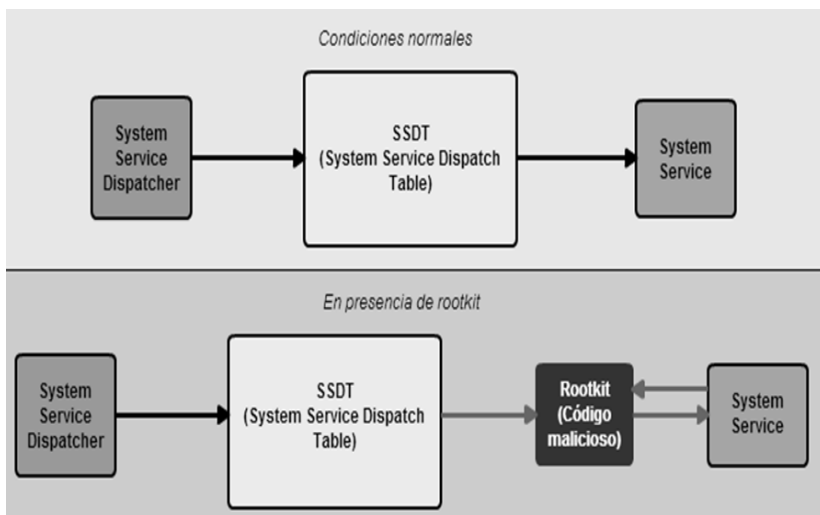 Condiciones normales
System
Service
Dispatcher
SSDT
(System Service Dispatch
Table)
System
Service
En presencia de rootkit
System
Service
Dispatcher
SSDT
(System Service Dispatch
Table)
Rootkit
(Código
malicioso)
System
Service